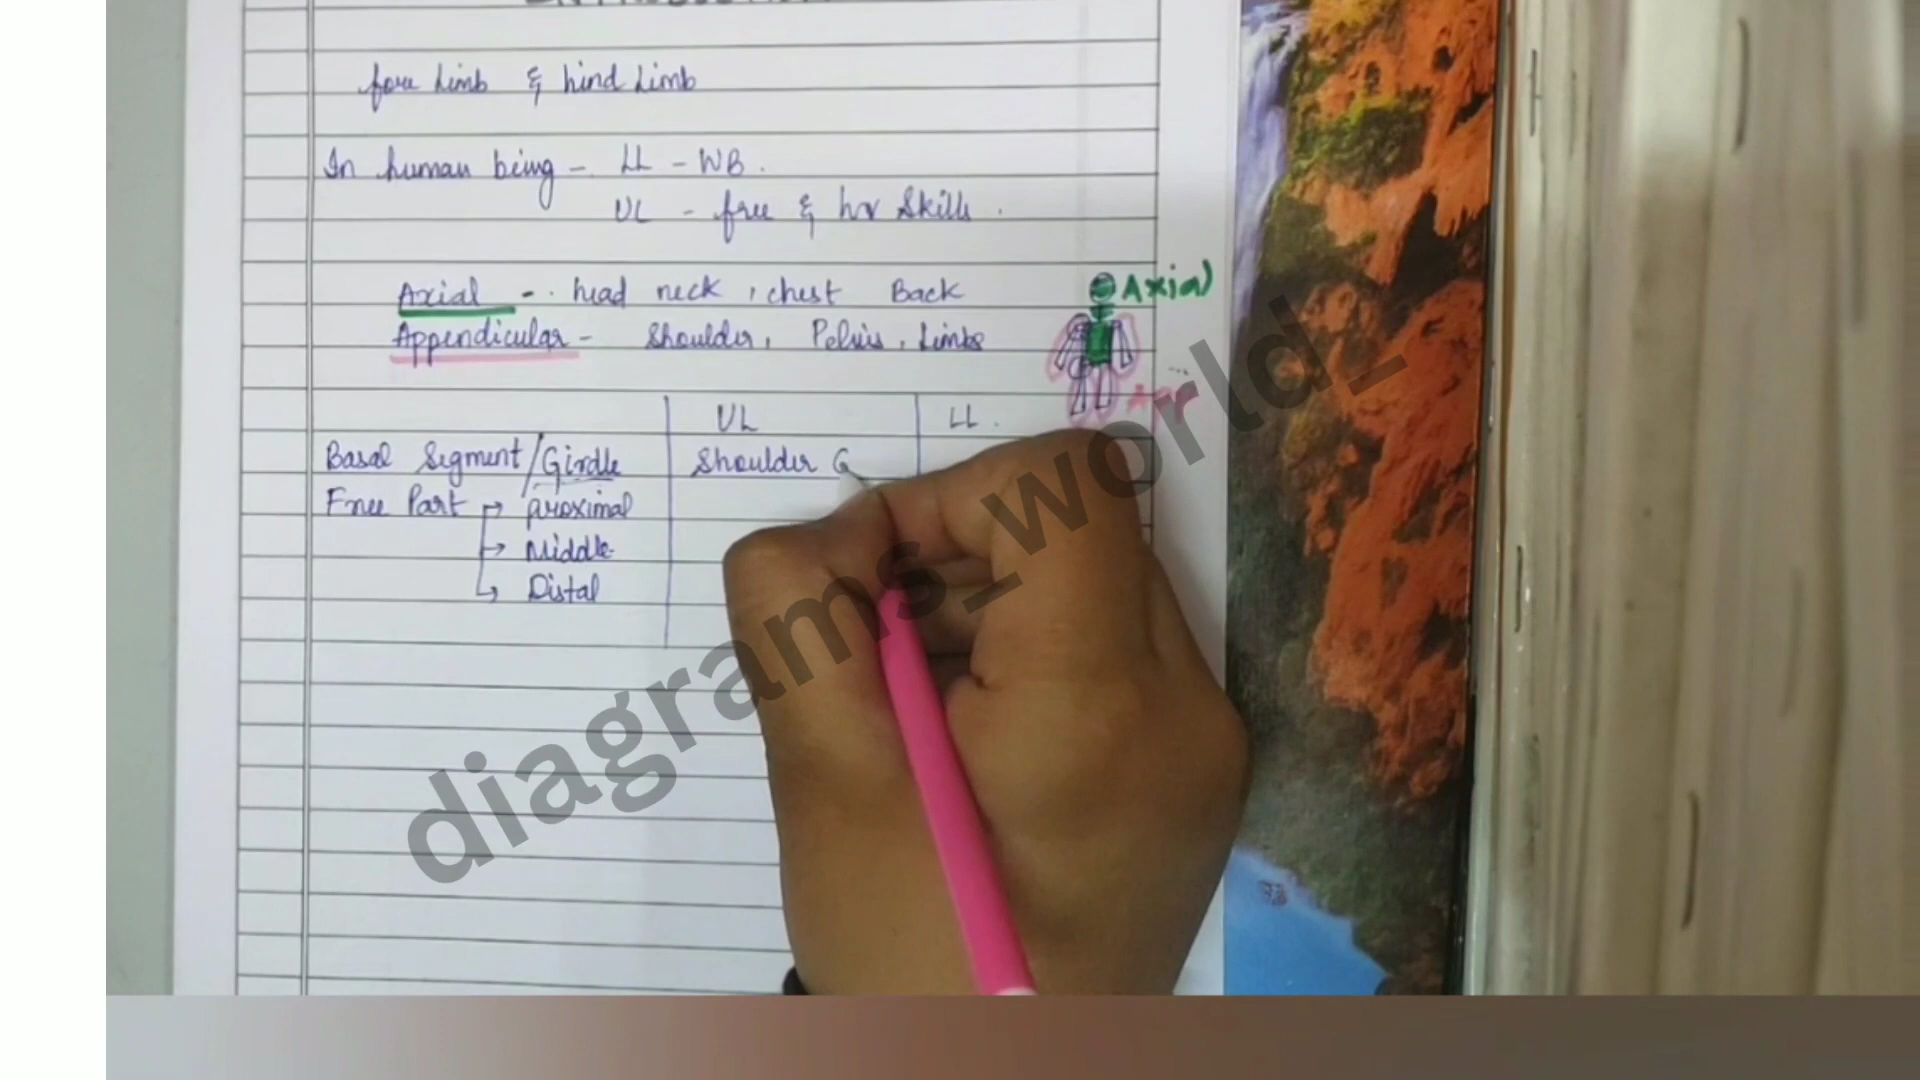 fore Limb & hind Limb
In human being - LL - WB.
UL - free & for Skills.
Axial - head neck, chest Back
Axial
Appendicular - Shoulder, Pelvis, Limbs
UL LL.
Basal Segment/Girdle Shoulder G
Free Part → proximal
→ Middle
→ Distal
diagrams_world_